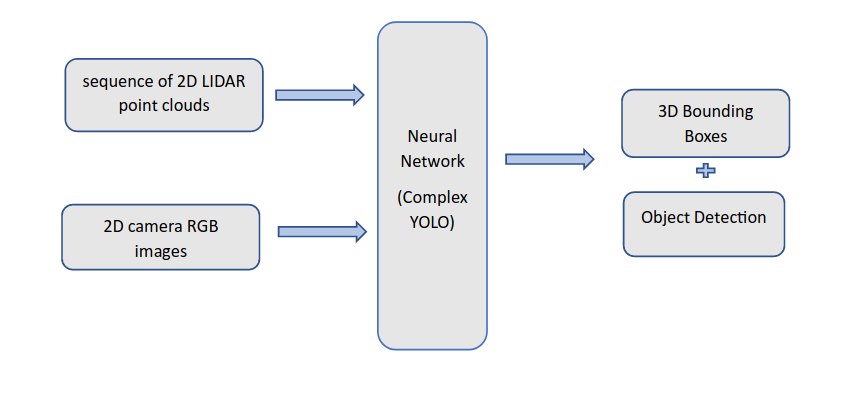 sequence of 2D LIDAR
point clouds
2D camera RGB
images
Neural
Network
(Complex
YOLO)
3D Bounding
Boxes
Object Detection